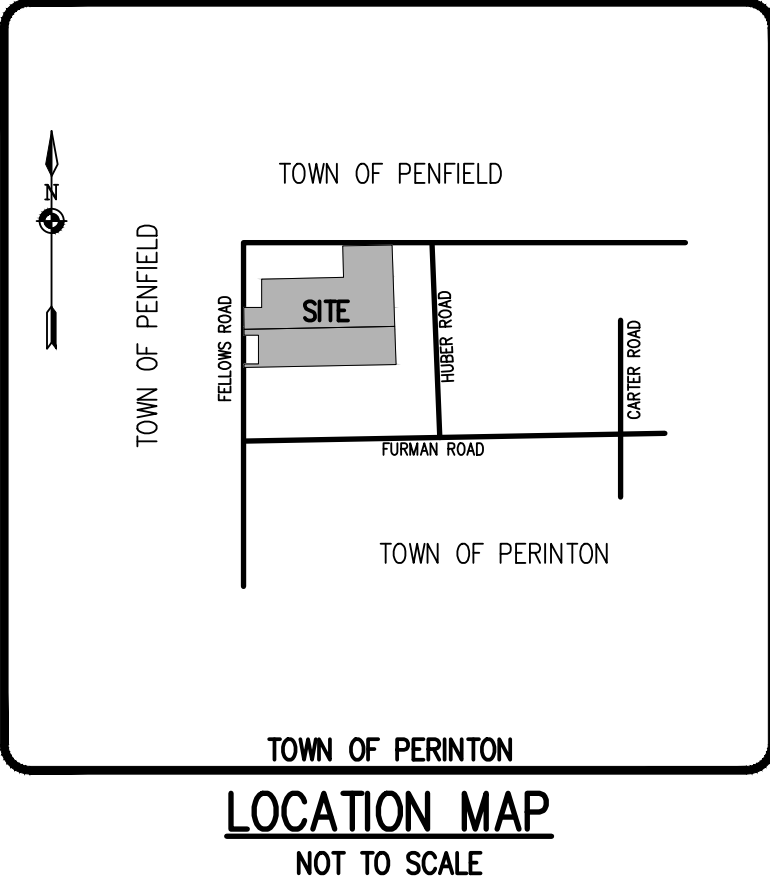 TOWN OF PENFIELD
N
TOWN OF PENFIELD
SITE
FELLOWS ROAD
HUBER ROAD
CARTER ROAD
FURMAN ROAD
TOWN OF PERINTON
TOWN OF PERINTON
LOCATION MAP
NOT TO SCALE